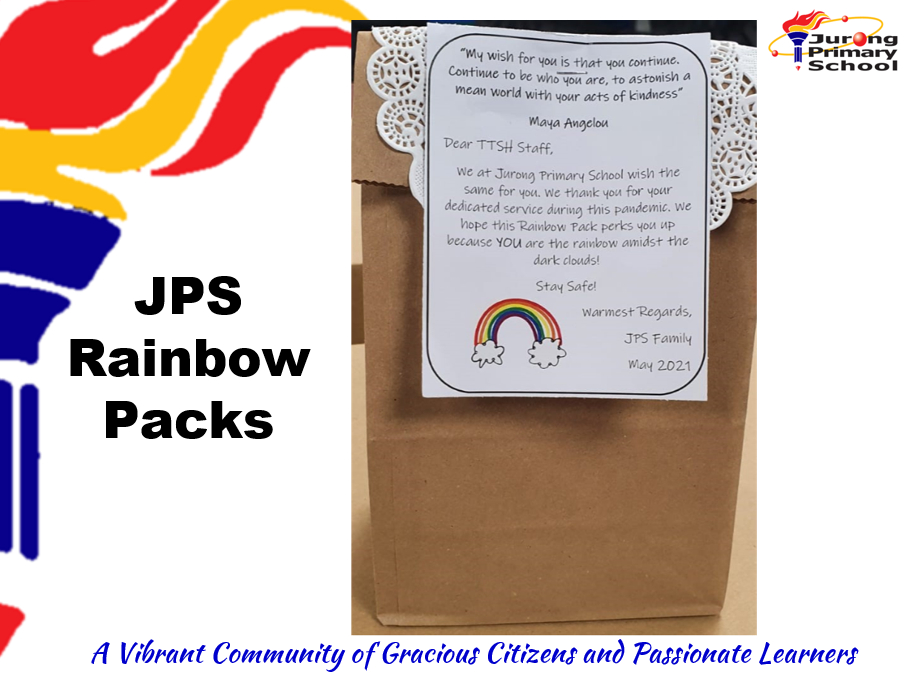 Jurong
Primary
School
JPS
Rainbow
Packs
"My wish for you is that you continue.
Continue to be who you are, to astonish a
mean world with your acts of kindness"
Maya Angelou
Dear TTSH Staff,
We at Jurong Primary School wish the
same for you. We thank you for your
dedicated service during this pandemic. We
hope this Rainbow Pack perks you up
because YOU are the rainbow amidst the
dark clouds!
Stay Safe!
Warmest Regards,
JPS Family
May 2021
A Vibrant Community of Gracious Citizens and Passionate Learners